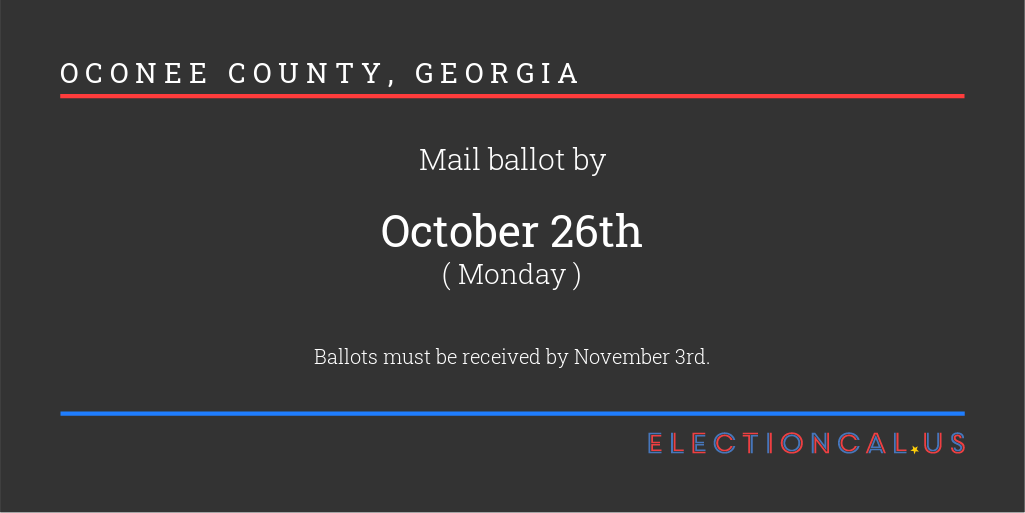 OCONEE COUNTY, GEORGIA
Mail ballot by
October 26th
( Monday )
Ballots must be received by November 3rd.
ELECTIONCAL.US